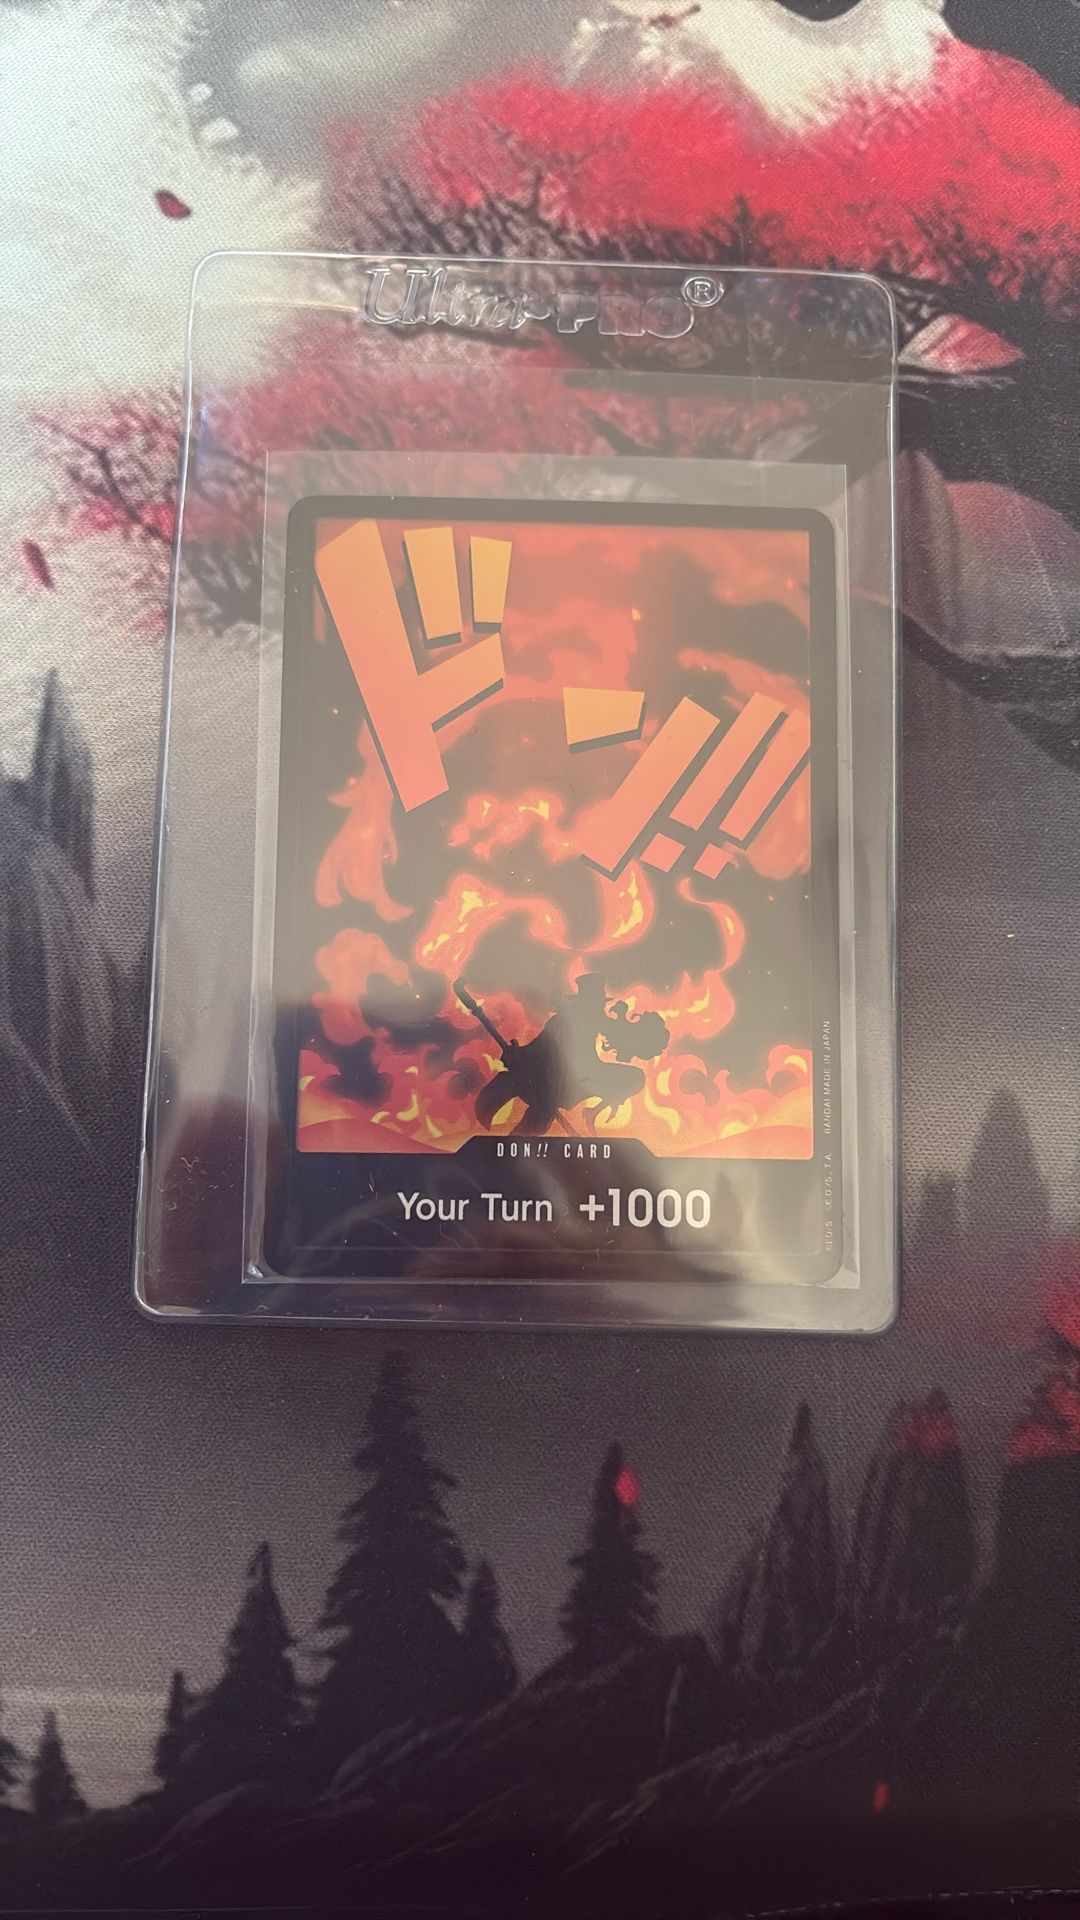 Ultra-PRO®
ドン!!
DON!! CARD
Your Turn +1000
BANDAI MADE IN JAPAN